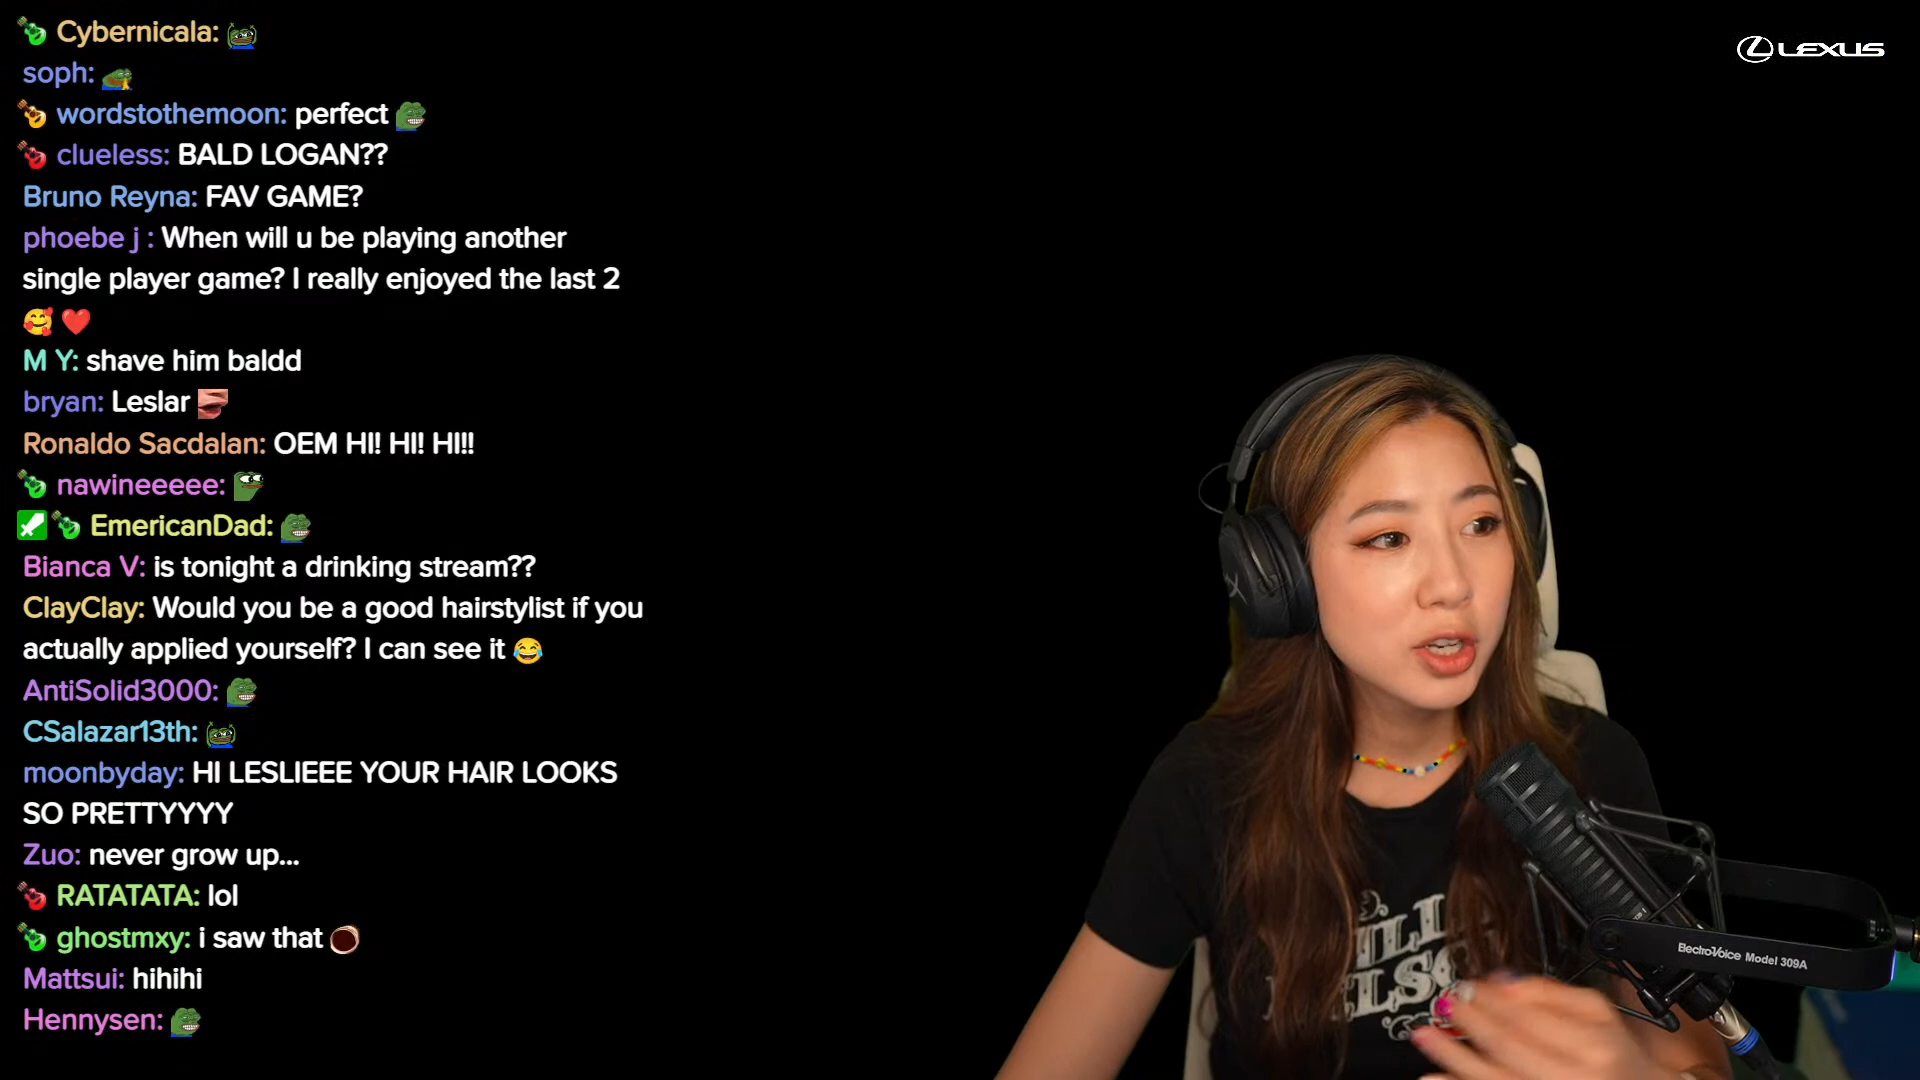 Cybernicala:
LEXUS
soph:
wordstothemoon: perfect
clueless: BALD LOGAN??
Bruno Reyna: FAV GAME?
phoebe j : When will u be playing another
single player game? I really enjoyed the last 2
M Y: shave him baldd
bryan: Leslar
Ronaldo Sacdalan: OEM HI! HI! HI!!
nawineeeee:
EmericanDad:
Bianca V: is tonight a drinking stream??
ClayClay: Would you be a good hairstylist if you
actually applied yourself? I can see it
AntiSolid3000:
CSalazar13th:
moonbyday: HI LESLIEEE YOUR HAIR LOOKS
SO PRETTYYYY
Zuo: never grow up...
RATATATA: lol
ghostmxy: i saw that
Mattsui: hihihi
Hennysen:
ElectroVoice Model 309A